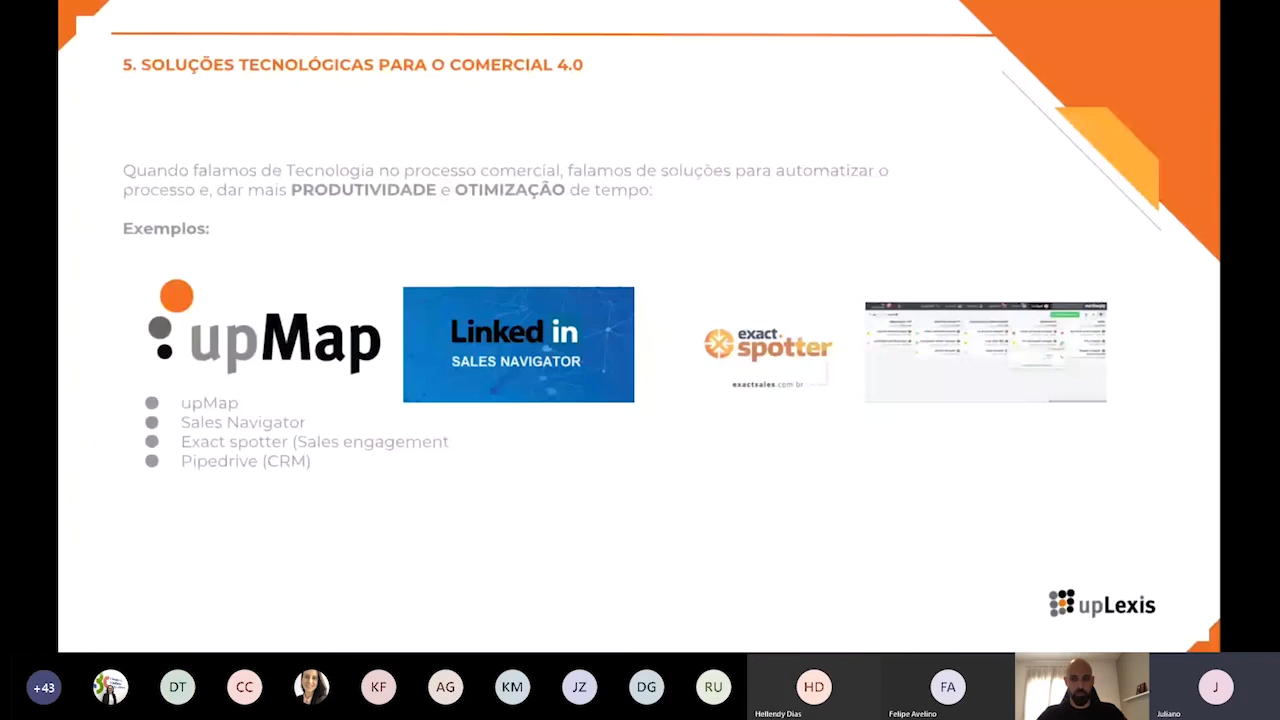 5. SOLUÇÕES TECNOLÓGICAS PARA O COMERCIAL 4.0
Quando falamos de Tecnologia no processo comercial, falamos de soluções para automatizar o
processo e, dar mais PRODUTIVIDADE e OTIMIZAÇÃO de tempo:
Exemplos:
upMap
Linked in
SALES NAVIGATOR
exact
spotter
exactsales.com.br
upMap
Sales Navigator
Exact spotter (Sales engagement
Pipedrive (CRM)
upLexis
+43
DT
CC
KF
AG
KM
JZ
DG
RU
HD
Hellendy Dias
FA
Felipe Avelino
J
Juliano